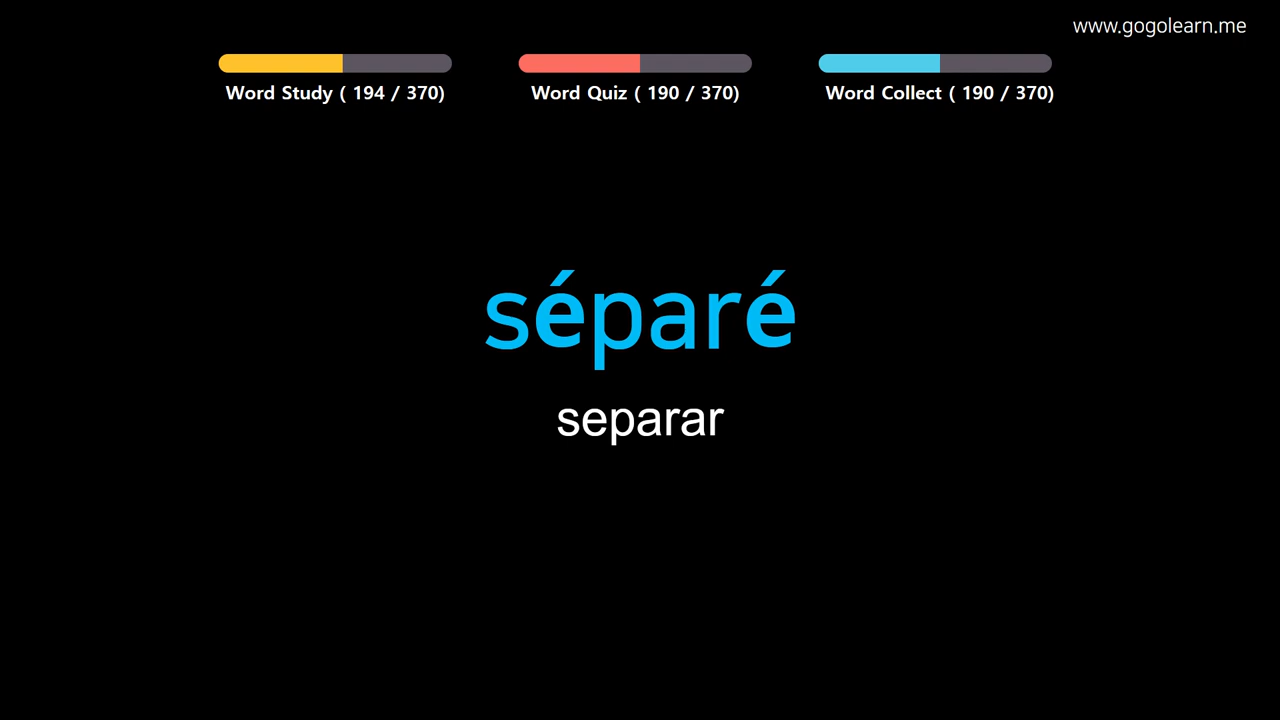 www.gogolearn.me
Word Study ( 194 / 370)
Word Quiz ( 190 / 370)
Word Collect ( 190 / 370)
séparé
separar